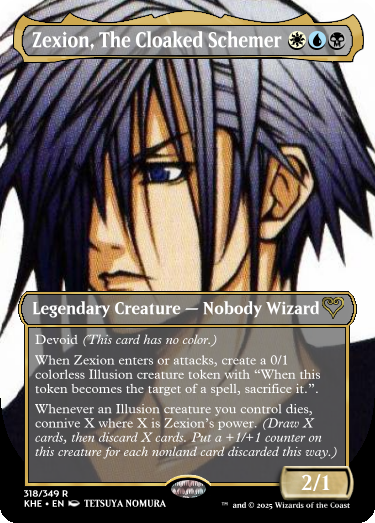 Zexion, The Cloaked Schemer
Legendary Creature — Nobody Wizard
Devoid (This card has no color.)
When Zexion enters or attacks, create a 0/1
colorless Illusion creature token with “When this
token becomes the target of a spell, sacrifice it.”.
Whenever an Illusion creature you control dies,
connive X where X is Zexion's power. (Draw X
cards, then discard X cards. Put a +1/+1 counter on
this creature for each nonland card discarded this way.)
2/1
318/349 R
KHE • EN TETSUYA NOMURA
™ and © 2025 Wizards of the Coast